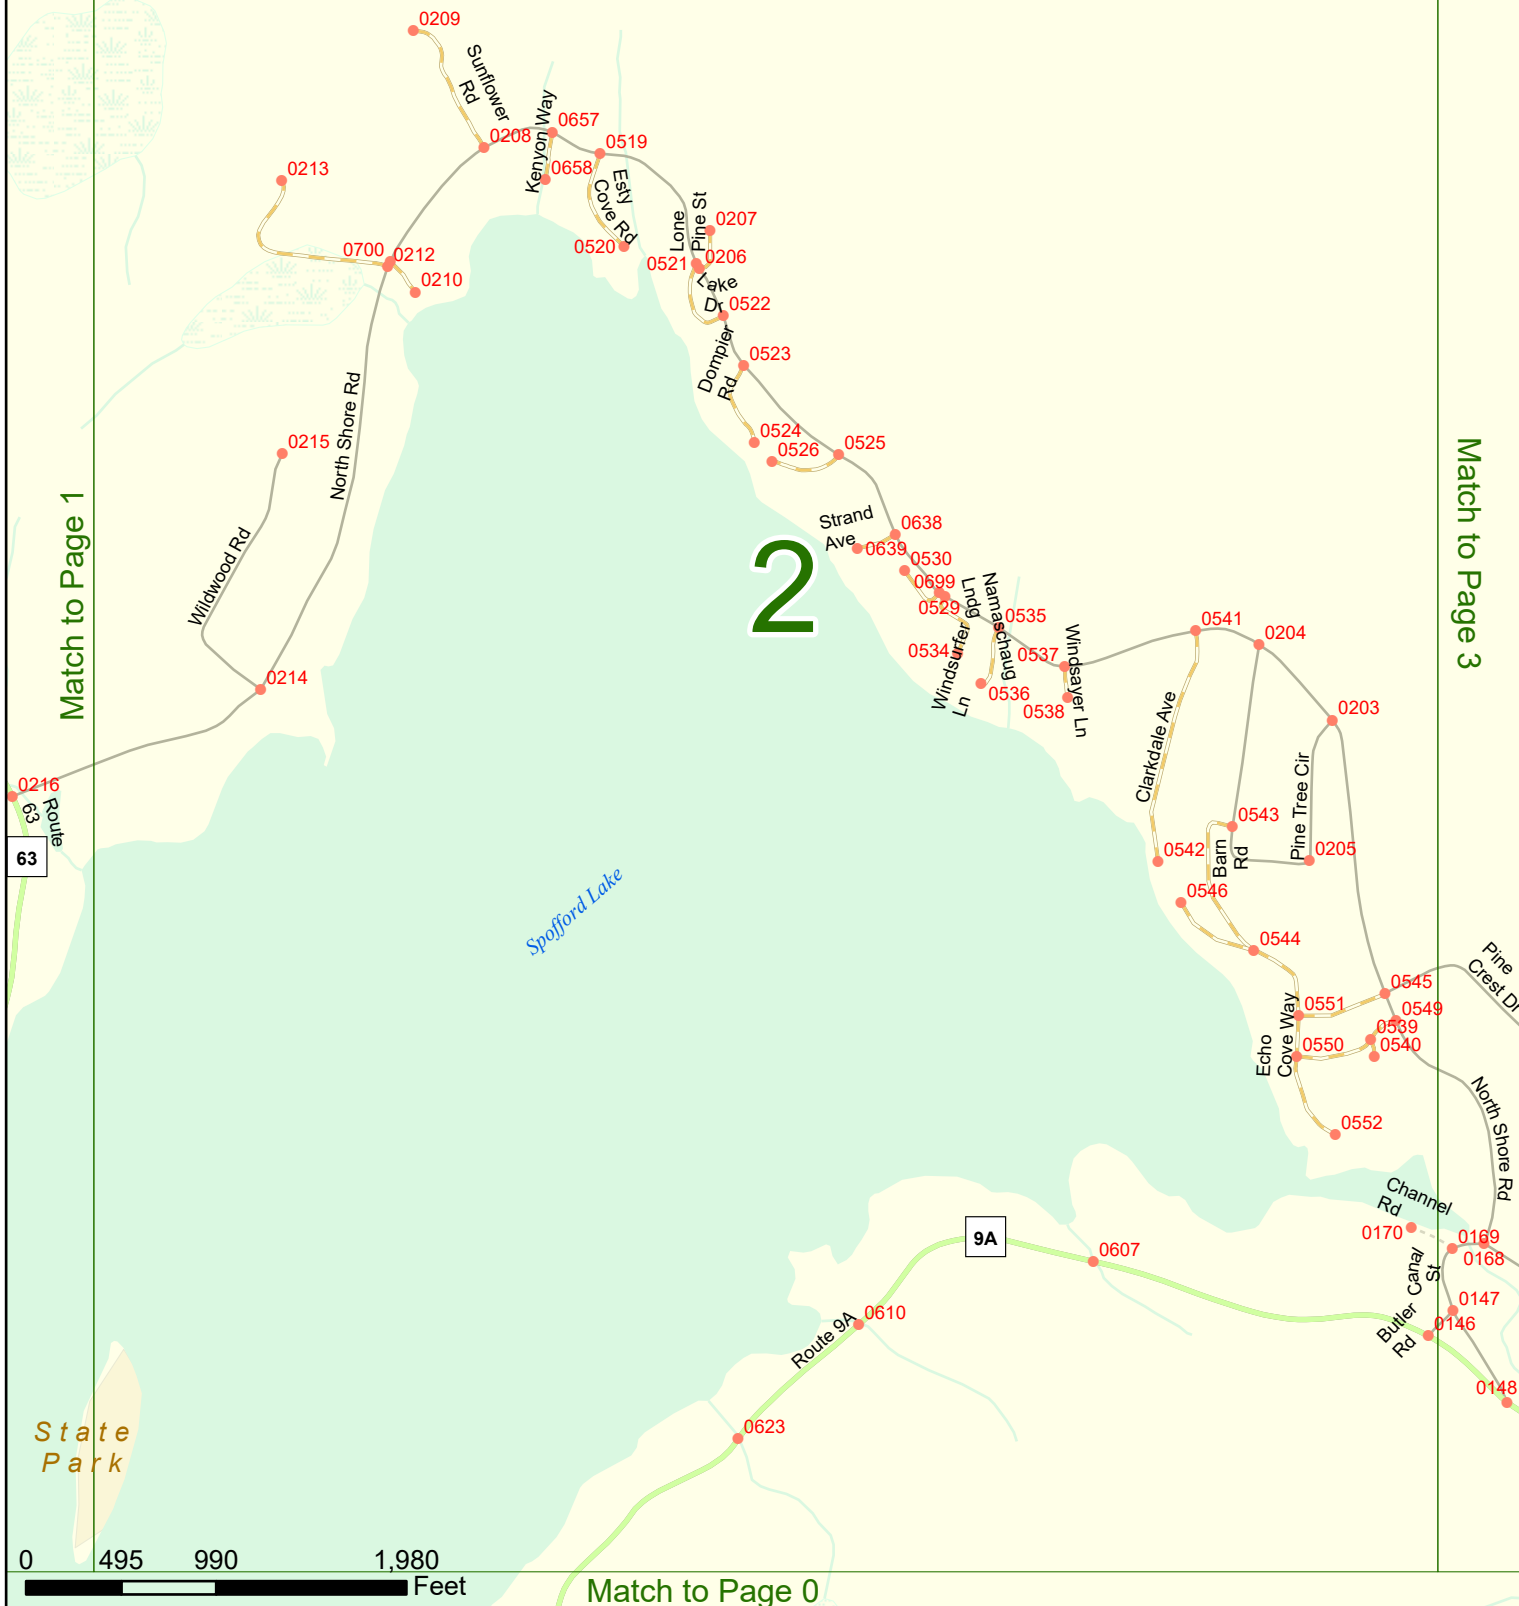 0209
Sunflower
Rd
0208
Kenyon Way
0657
0519
0658
0213
Esty
Cove Rd
0520
Lone
Pine St
0207
0700
0212
0210
0521
0206
Lake
Dr
0522
Dompier
Rd
0523
North Shore Rd
0215
0524
0526
0525
Match to Page 1
Match to Page 3
Strand
Ave
0638
0639
2
0530
0699
0529
Lndg
Namaschaug
0535
Wildwood Rd
0534
Windsurfer
Ln
0536
0537
0538
Windsayer Ln
0541
0204
0214
0203
Clarkdale Ave
0216
Route
63
63
Pine Tree Cir
0543
Barn
Rd
0205
0542
0546
Spofford Lake
0544
Pine
Crest Dr
0545
0551
0549
0539
0540
Echo
Cove Way
0550
0552
North Shore Rd
Channel
Rd
0170
0169
0168
9A
0607
Canal
St
0147
0146
Butler
Rd
Route 9A
0610
0148
0623
State
Park
0 495 990 1,980
Feet
Match to Page 0